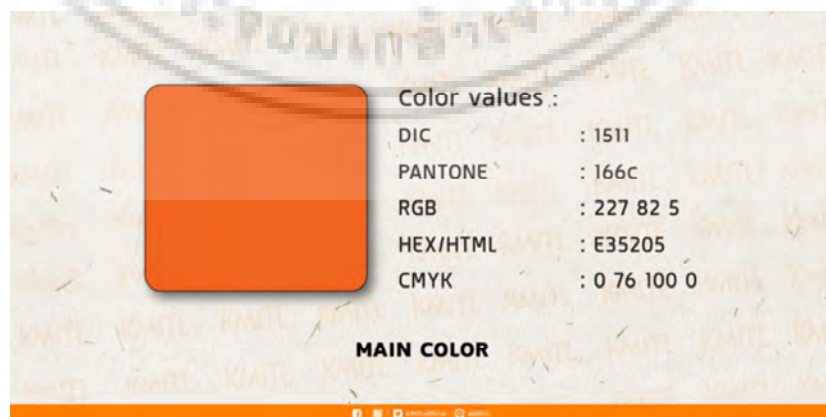 Color values :
DIC : 1511
PANTONE : 166c
RGB : 227 82 5
HEX/HTML : E35205
CMYK : 0 76 100 0
MAIN COLOR